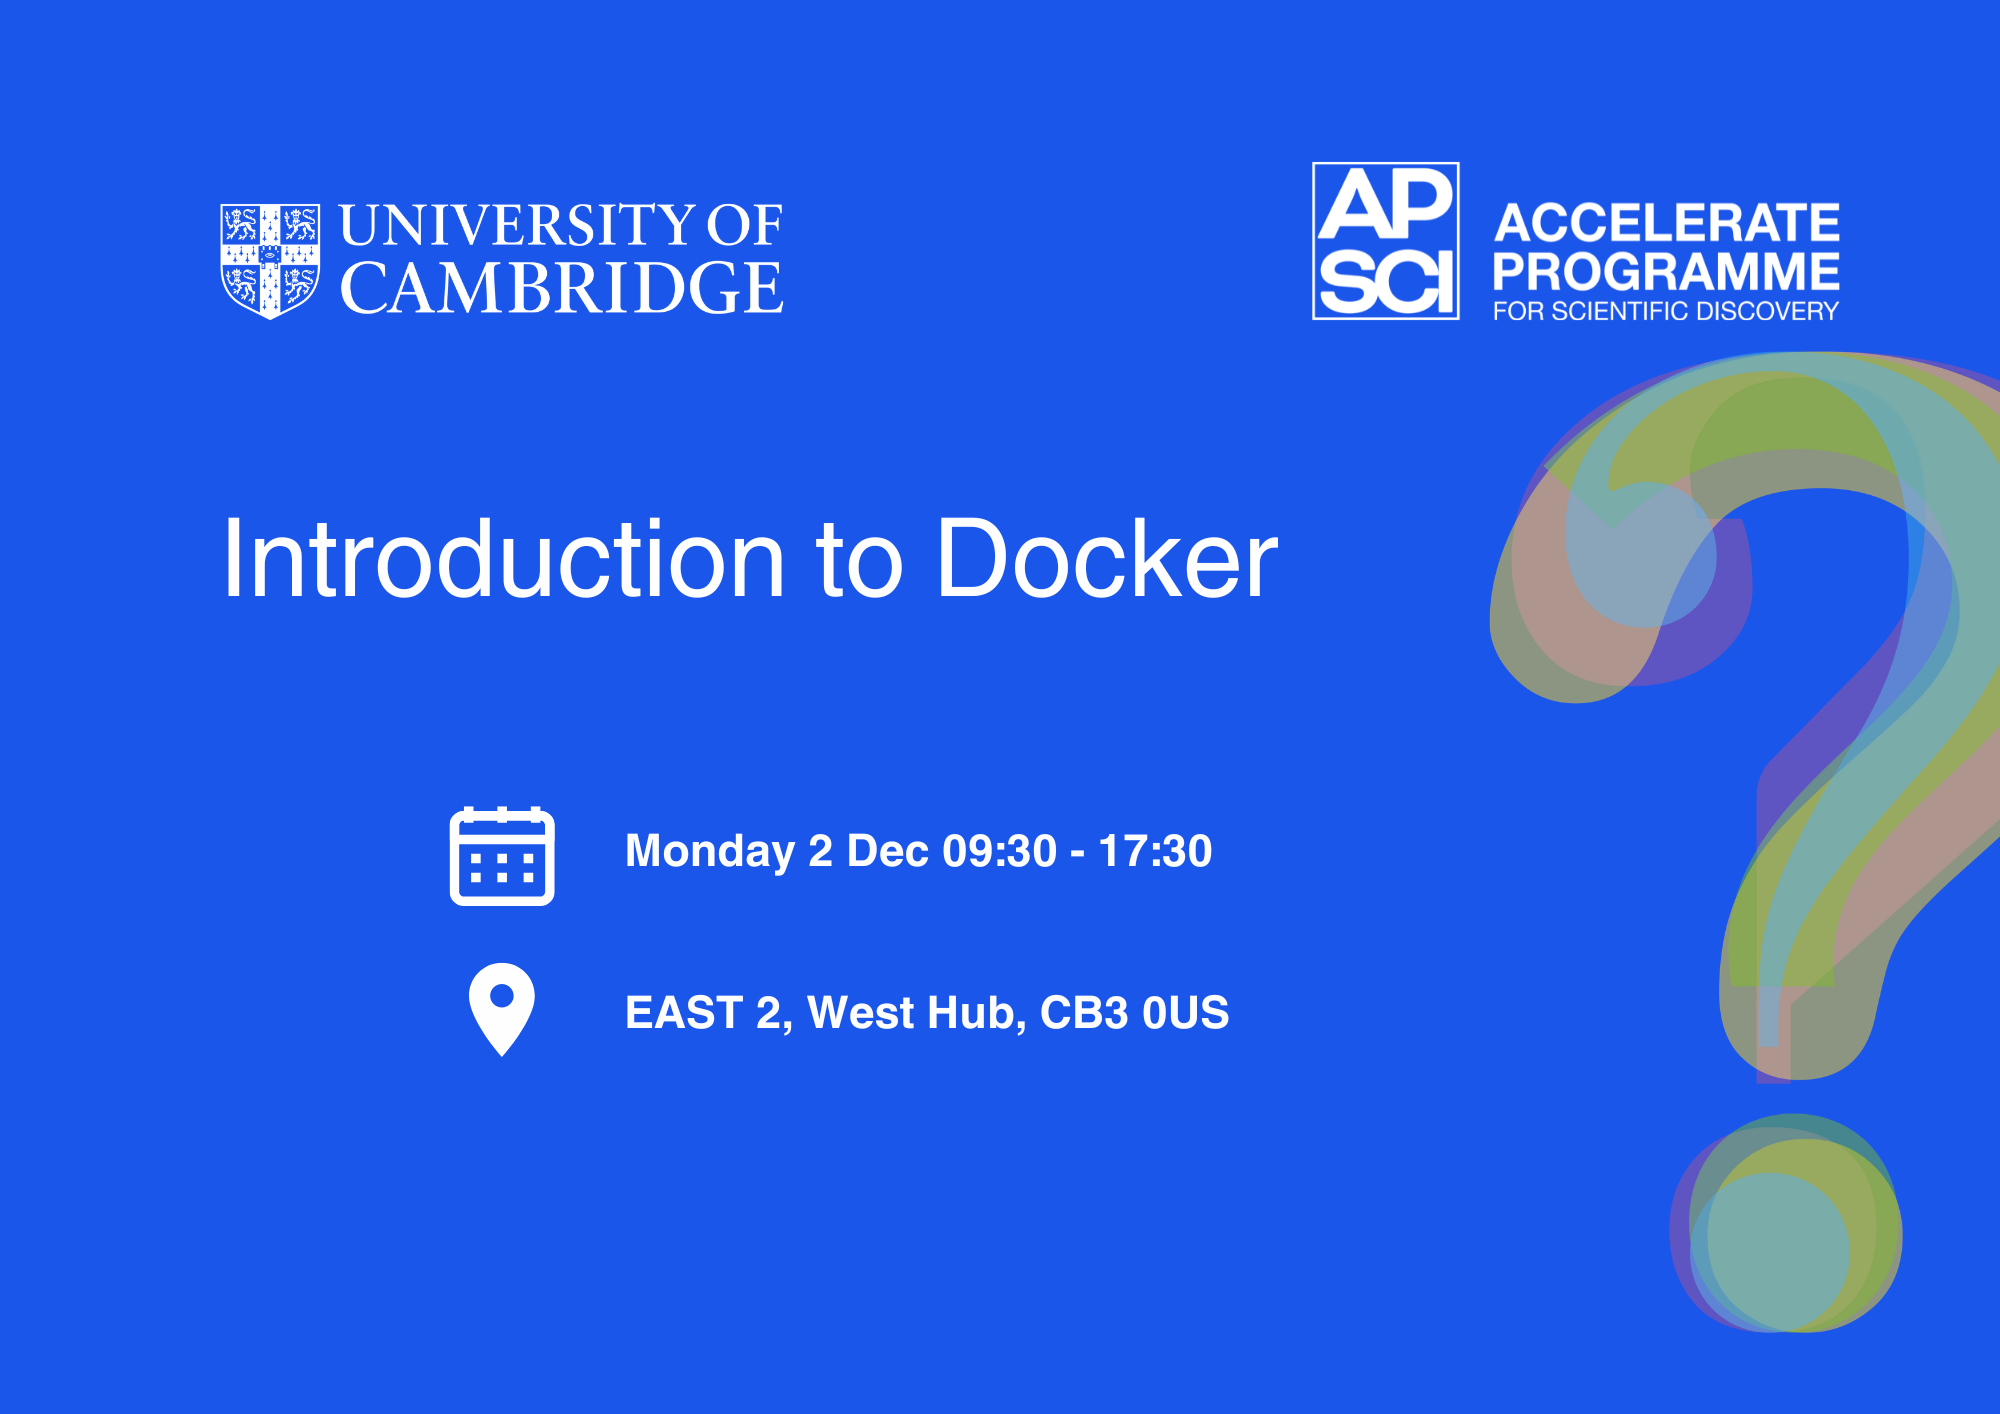 UNIVERSITY OF
CAMBRIDGE
AP
SCI
ACCELERATE
PROGRAMME
FOR SCIENTIFIC DISCOVERY
Introduction to Docker
Monday 2 Dec 09:30 - 17:30
EAST 2, West Hub, CB3 0US